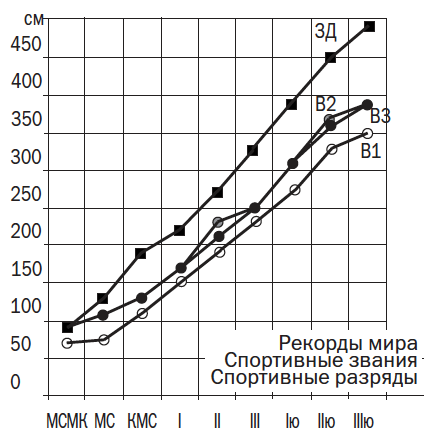 см
450
ЗД
400
В2
350
В3
300
В1
250
200
150
100
50
Рекорды мира
Спортивные звания
0
Спортивные разряды
МСМК МС КМС I II III Iю IIю IIIю